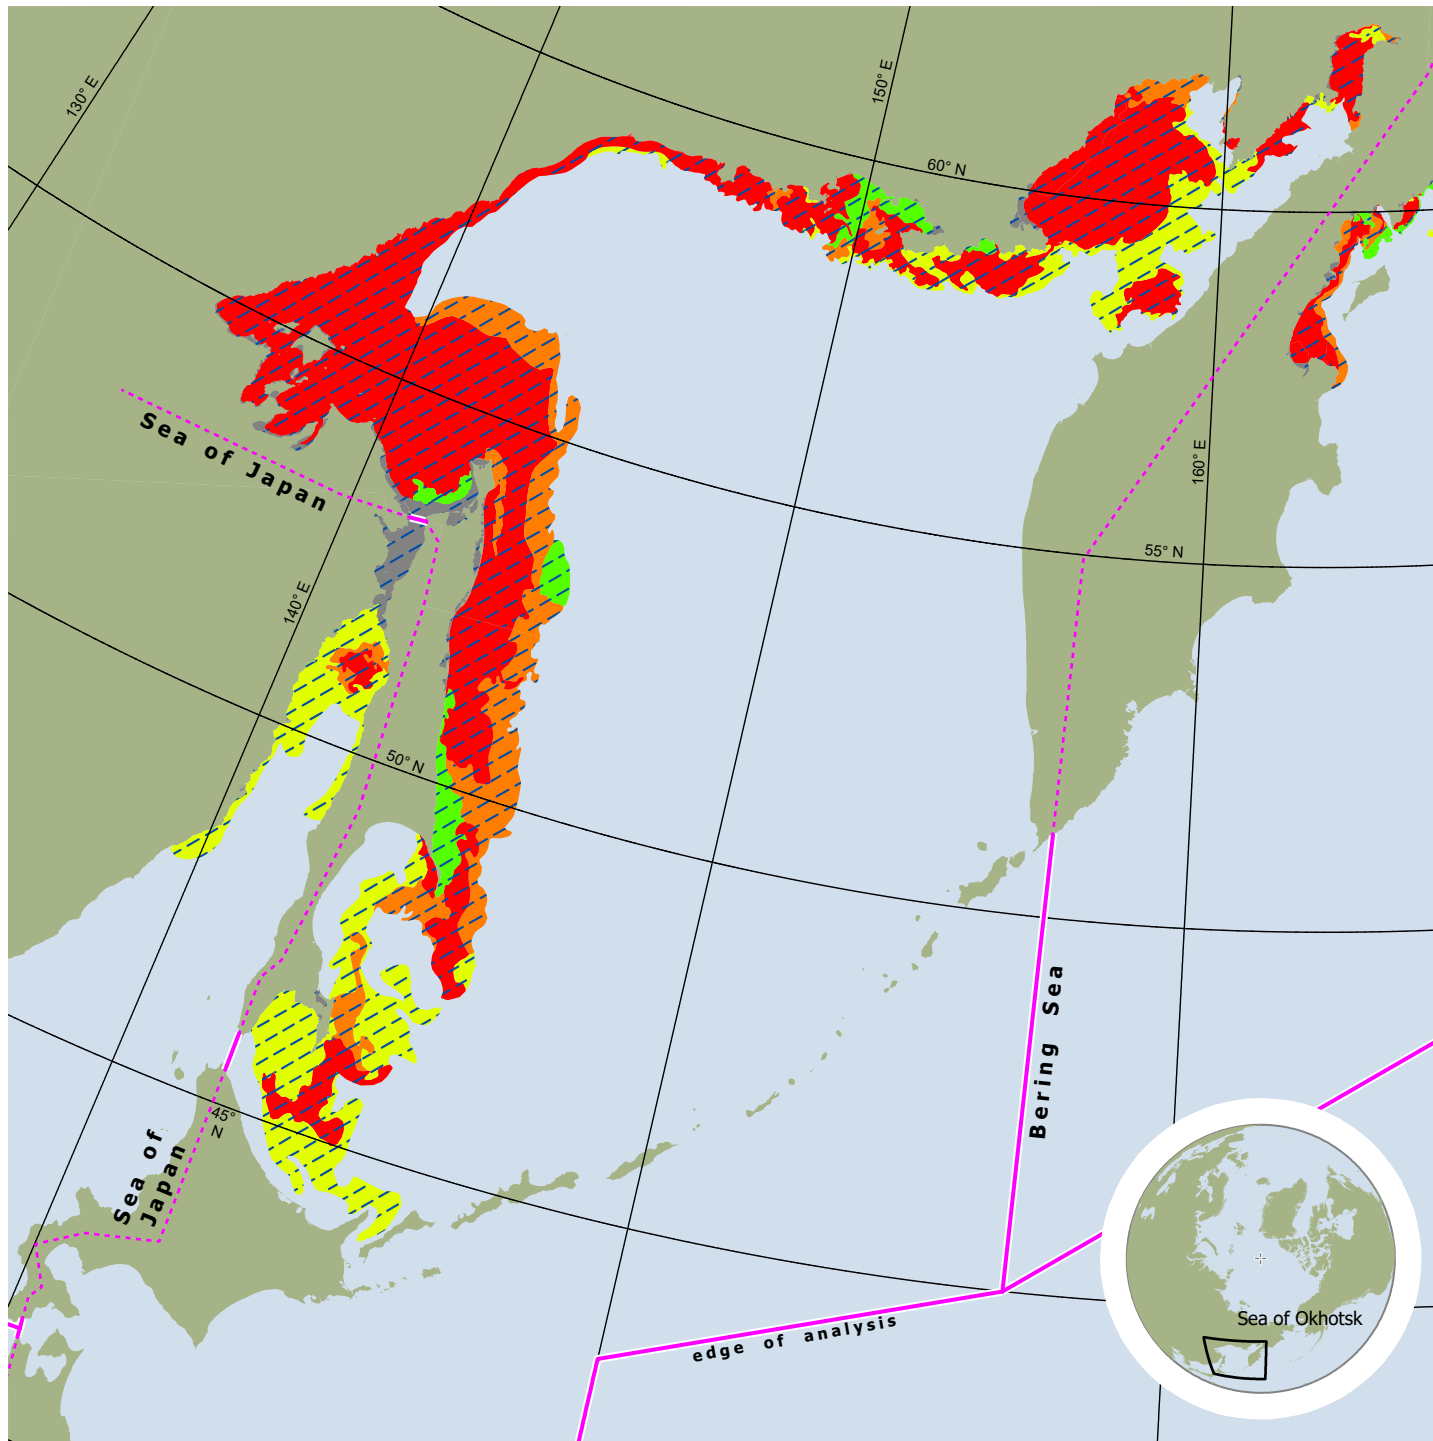 130° E
150° E
60° N
Sea of Japan
160° E
55° N
140° E
50° N
Bering Sea
45°
N
Sea of
Japan
Sea of Okhotsk
edge of analysis